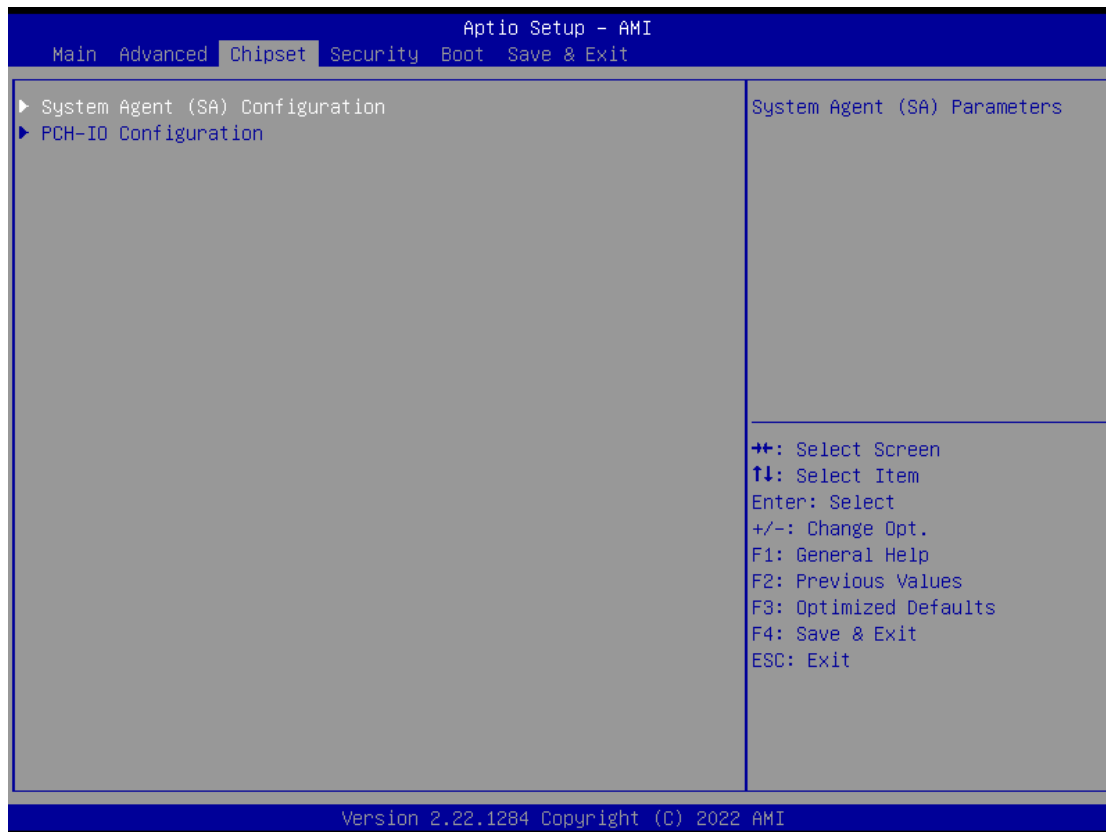 Aptio Setup – AMI
Main Advanced Chipset Security Boot Save & Exit
▶ System Agent (SA) Configuration
▶ PCH-IO Configuration
System Agent (SA) Parameters
→←: Select Screen
↑↓: Select Item
Enter: Select
+/-: Change Opt.
F1: General Help
F2: Previous Values
F3: Optimized Defaults
F4: Save & Exit
ESC: Exit
Version 2.22.1284 Copyright (C) 2022 AMI